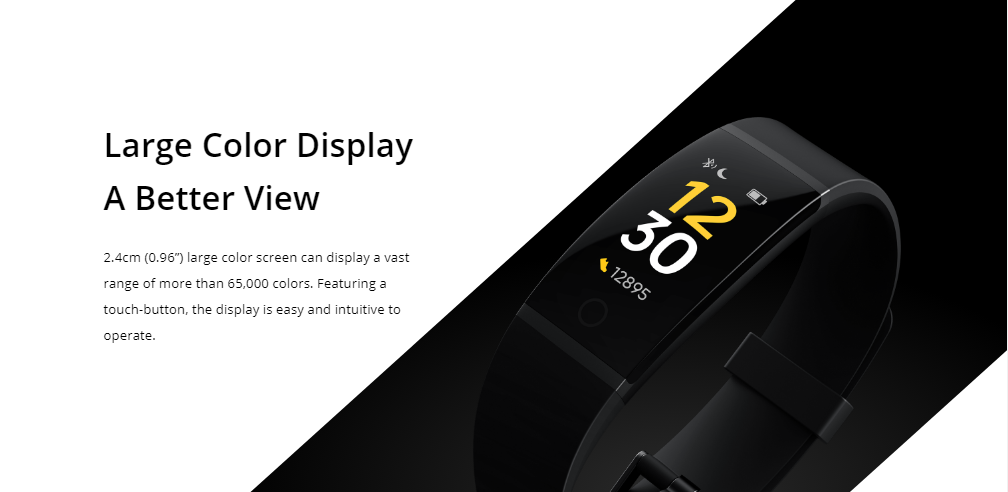 Large Color Display
A Better View
2.4cm (0.96”) large color screen can display a vast
range of more than 65,000 colors. Featuring a
touch-button, the display is easy and intuitive to
operate.
12
30
12895